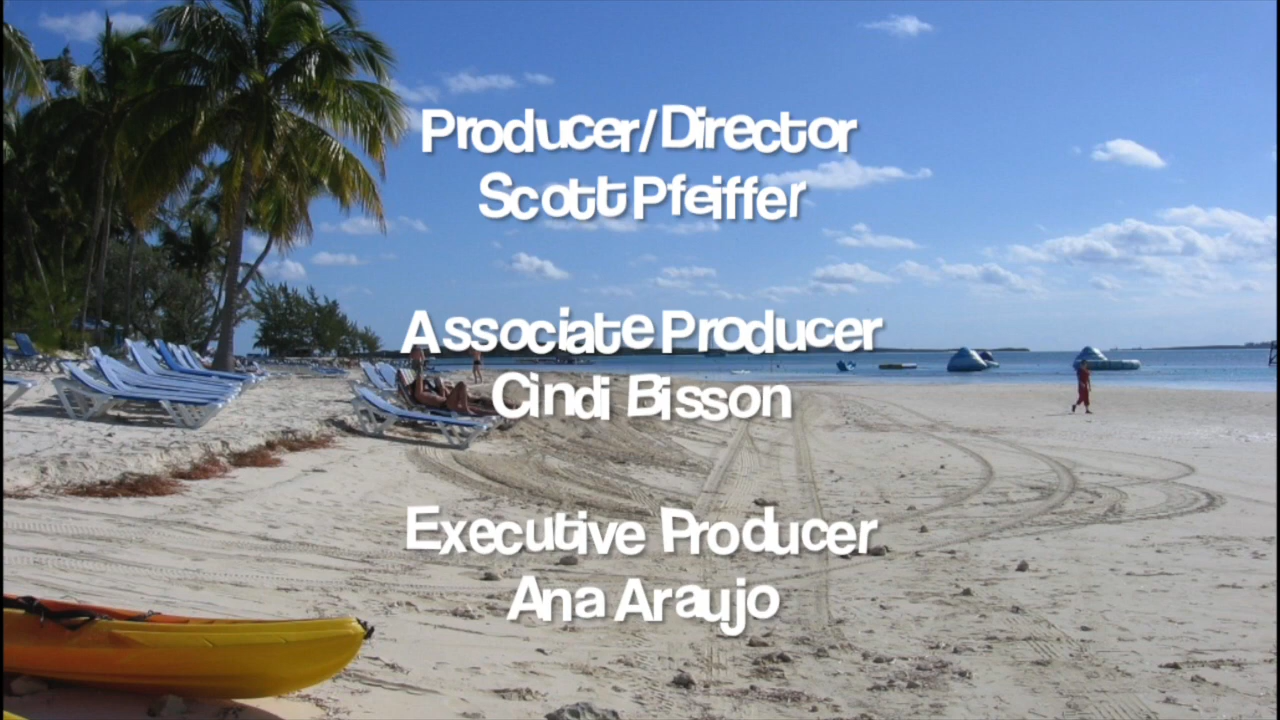 Producer/Director
Scott Pfeiffer
Associate Producer
Cindi Bisson
Executive Producer
Ana Araujo